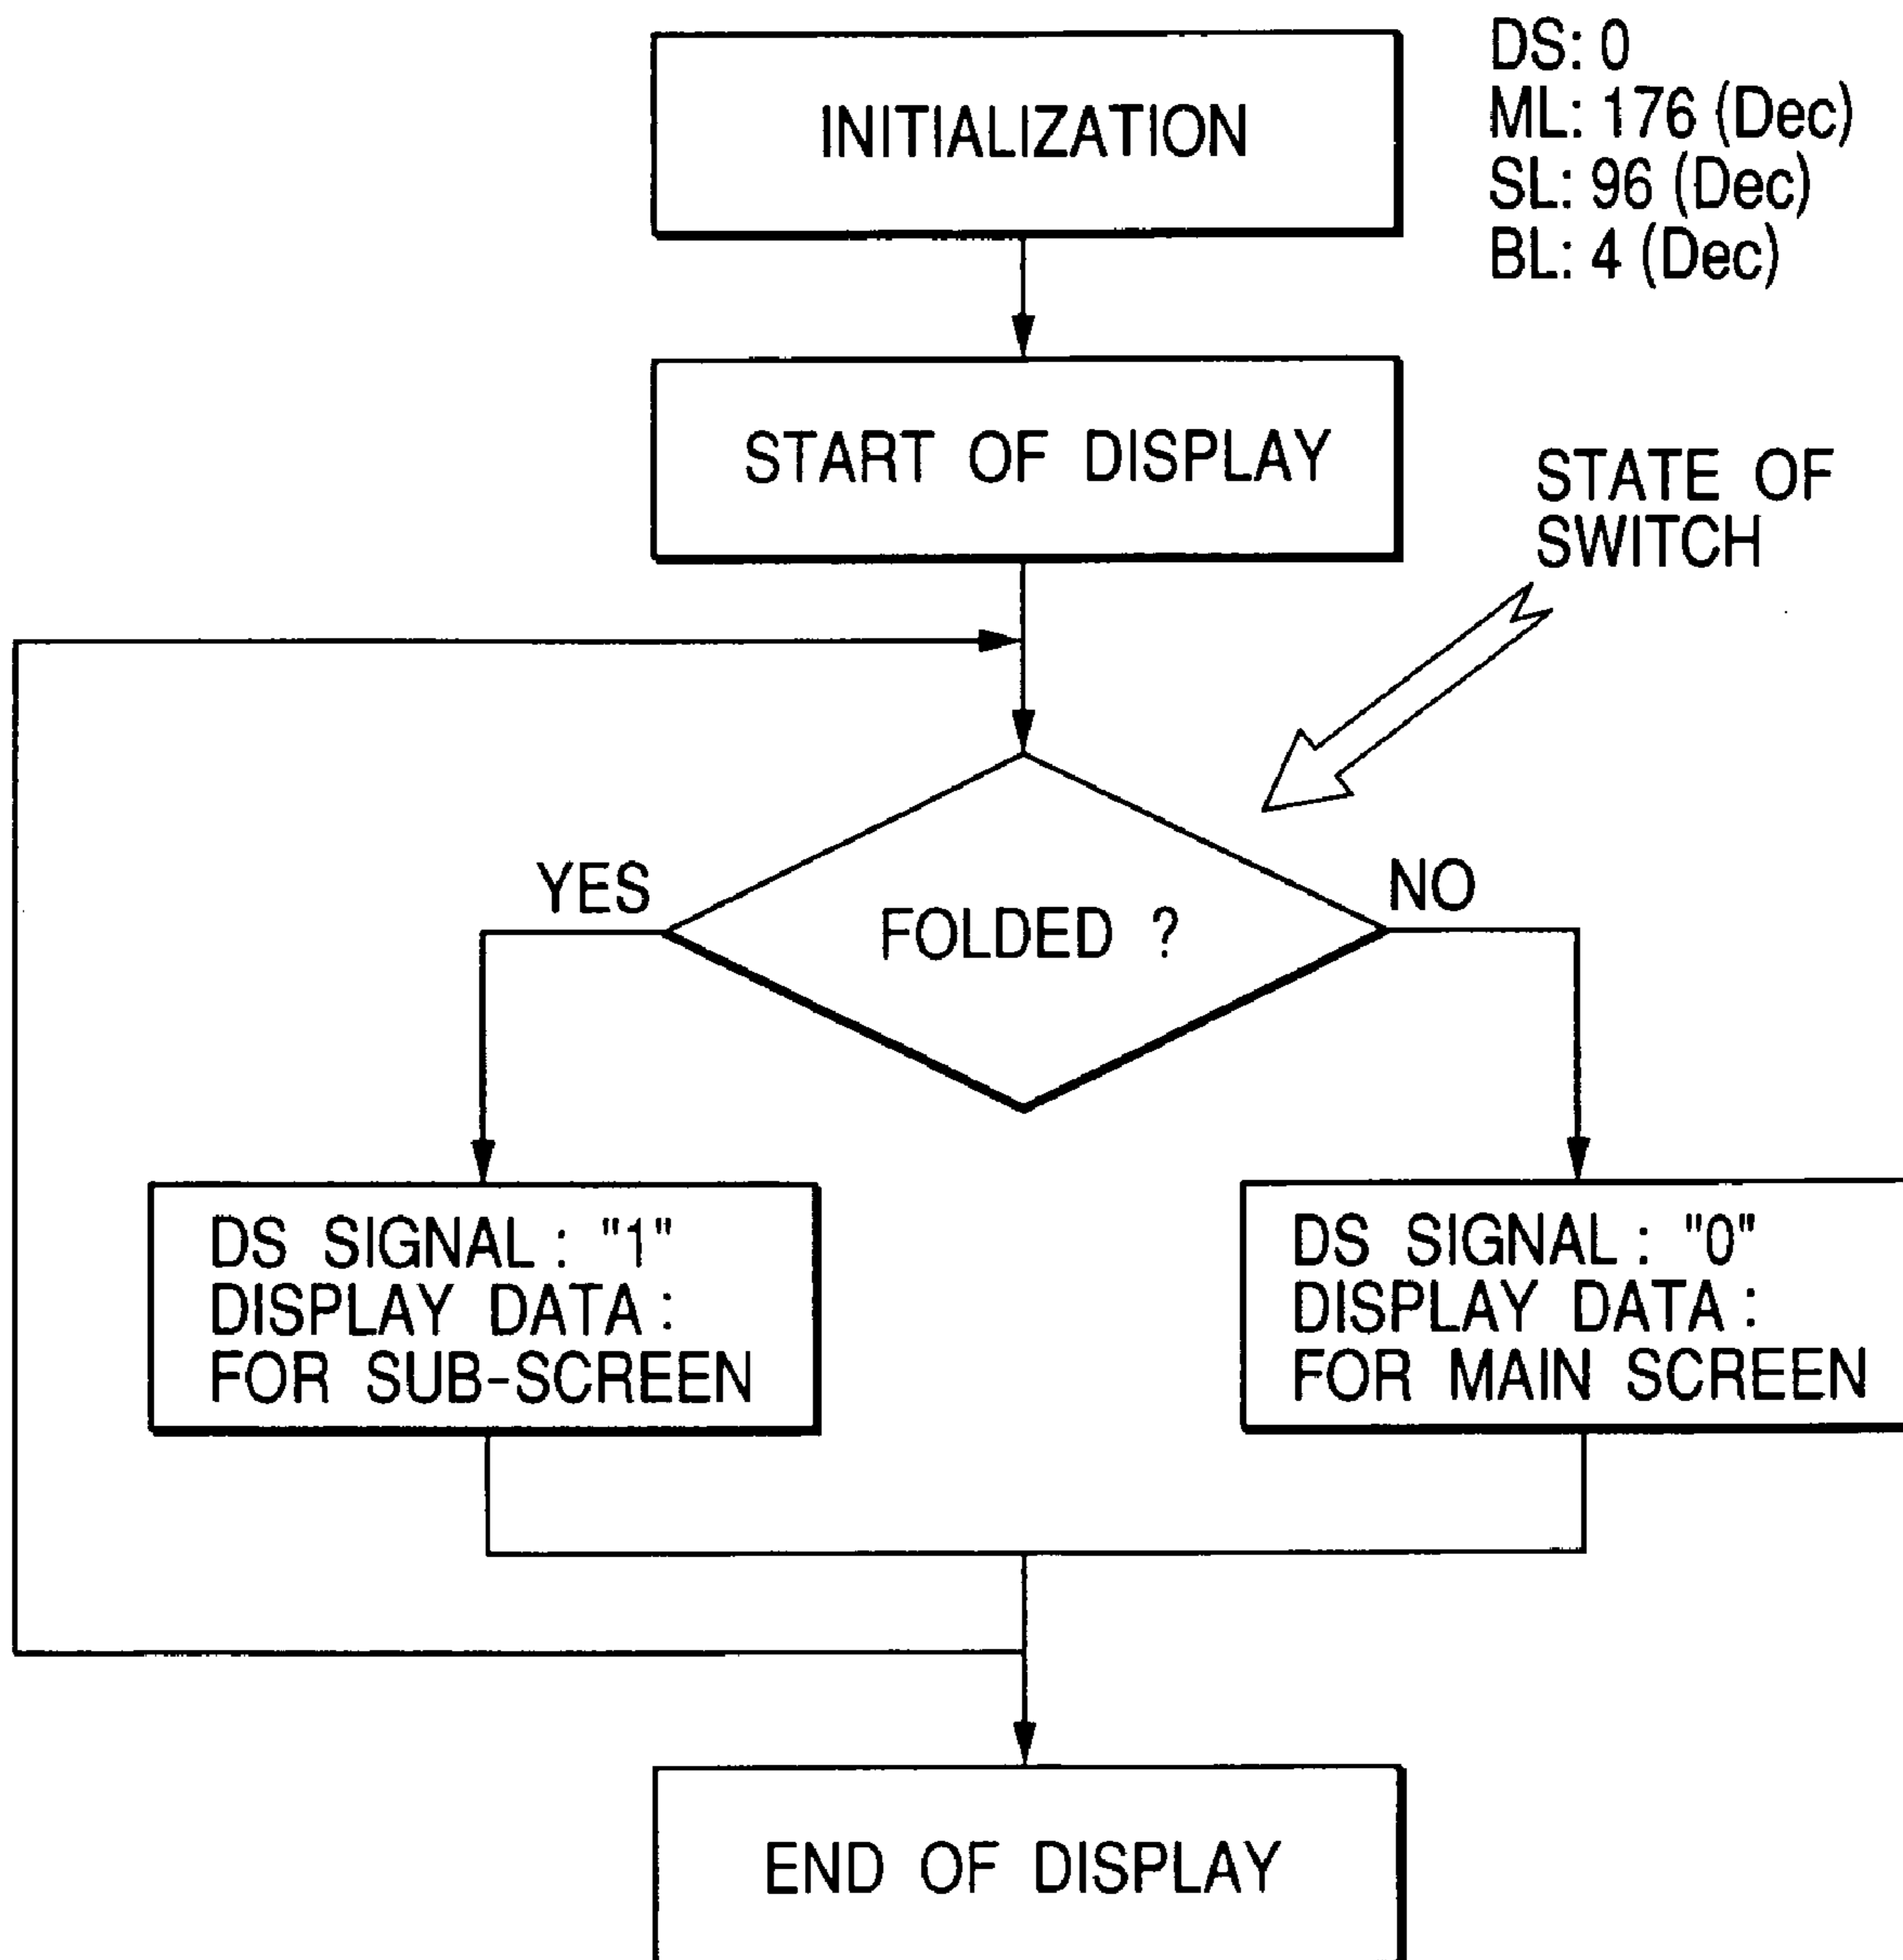 INITIALIZATION
DS: 0
ML: 176 (Dec)
SL: 96 (Dec)
BL: 4 (Dec)
START OF DISPLAY
STATE OF
SWITCH
YES
FOLDED ?
NO
DS SIGNAL : "1"
DISPLAY DATA :
FOR SUB-SCREEN
DS SIGNAL : "0"
DISPLAY DATA :
FOR MAIN SCREEN
END OF DISPLAY